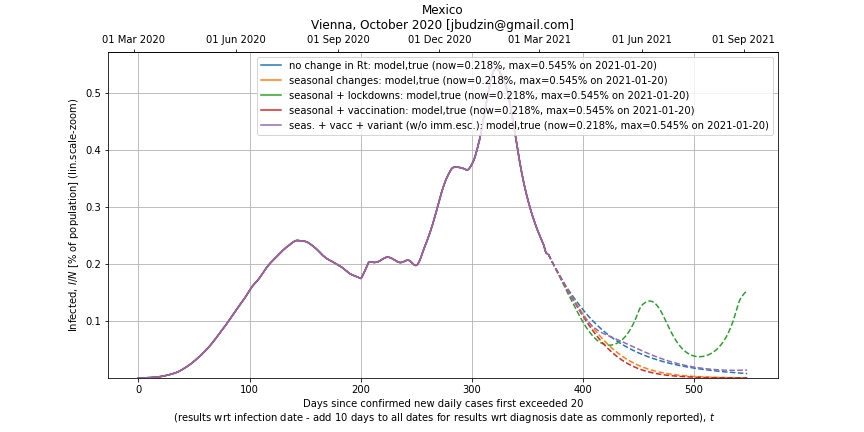 Mexico
Vienna, October 2020 [jbudzin@gmail.com]
01 Mar 2020 01 Jun 2020 01 Sep 2020 01 Dec 2020 01 Mar 2021 01 Jun 2021 01 Sep 2021
no change in Rt: model,true (now=0.218%, max=0.545% on 2021-01-20)
seasonal changes: model,true (now=0.218%, max=0.545% on 2021-01-20)
seasonal + lockdowns: model,true (now=0.218%, max=0.545% on 2021-01-20)
seasonal + vaccination: model,true (now=0.218%, max=0.545% on 2021-01-20)
seas. + vacc + variant (w/o imm.esc.): model,true (now=0.218%, max=0.545% on 2021-01-20)
Infected, I/N [% of population] (lin.scale-zoom)
0.5
0.4
0.3
0.2
0.1
0 100 200 300 400 500
Days since confirmed new daily cases first exceeded 20
(results wrt infection date - add 10 days to all dates for results wrt diagnosis date as commonly reported), t